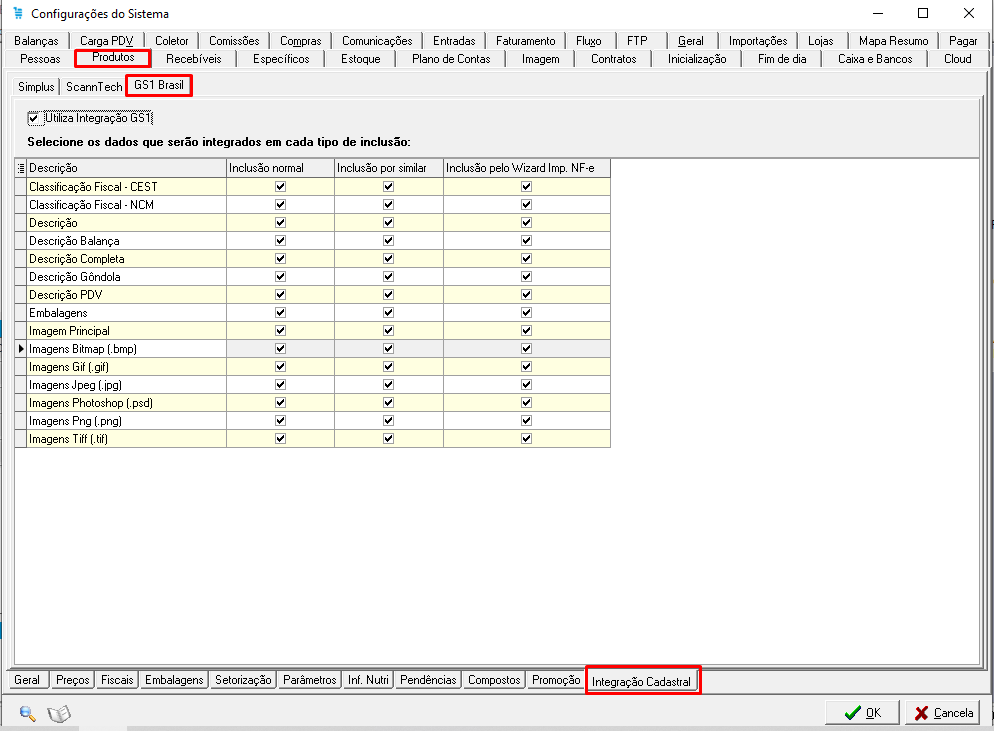 Configurações do Sistema
Balanças Carga PDV Coletor Comissões Compras Comunicações Entradas Faturamento Fluxo FTP Geral Importações Lojas Mapa Resumo Pagar
Pessoas Produtos Recebíveis Específicos Estoque Plano de Contas Imagem Contratos Inicialização Fim de dia Caixa e Bancos Cloud
Simplus ScannTech GS1 Brasil
Utiliza Integração GS1
Selecione os dados que serão integrados em cada tipo de inclusão:
Descrição Inclusão normal Inclusão por similar Inclusão pelo Wizard Imp. NF-e
Classificação Fiscal - CEST
Classificação Fiscal - NCM
Descrição
Descrição Balança
Descrição Completa
Descrição Gôndola
Descrição PDV
Embalagens
Imagem Principal
Imagens Bitmap (.bmp)
Imagens Gif (.gif)
Imagens Jpeg (.jpg)
Imagens Photoshop (.psd)
Imagens Png (.png)
Imagens Tiff (.tif)
Geral Preços Fiscais Embalagens Setorização Parâmetros Inf. Nutri Pendências Compostos Promoção Integração Cadastral
OK Cancela